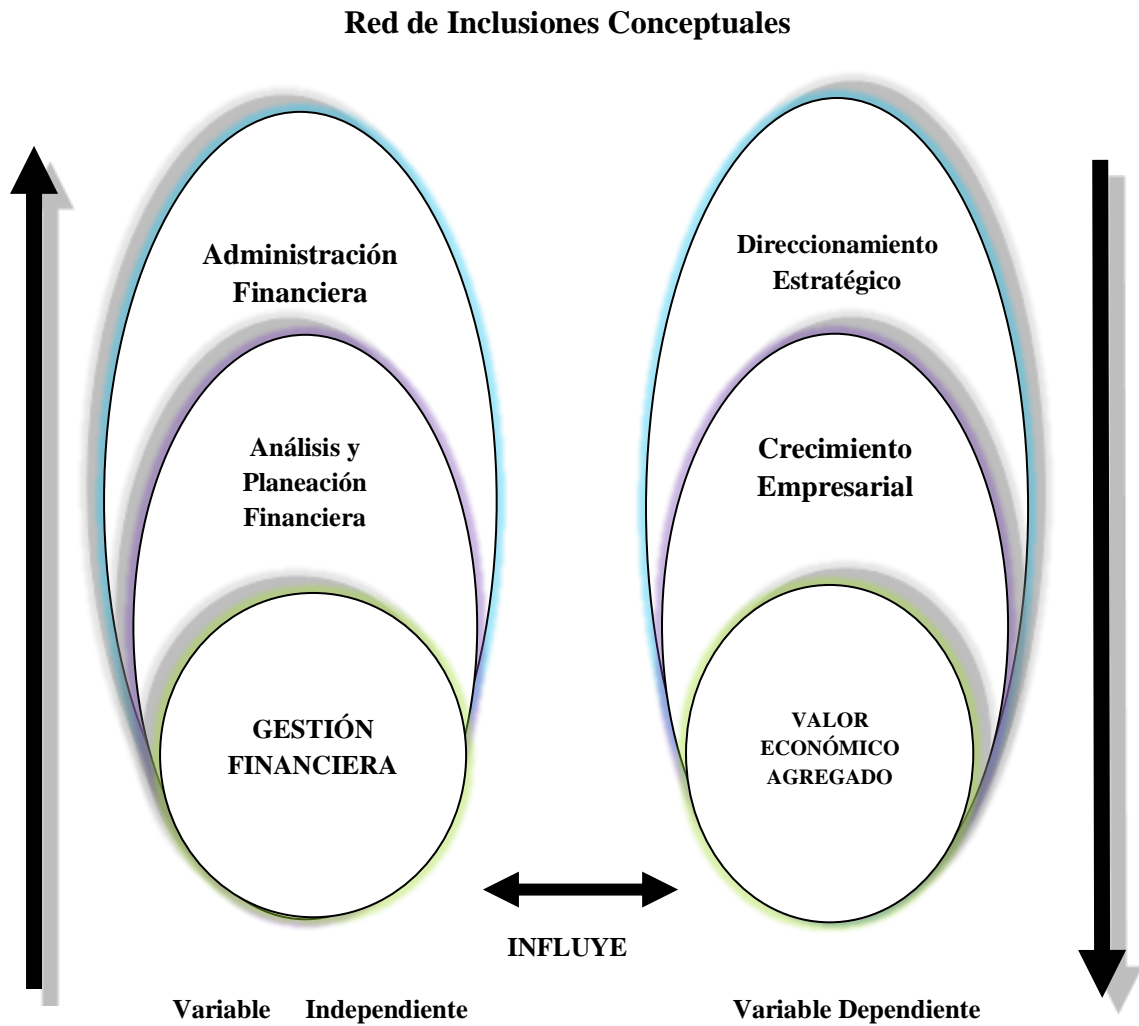 Red de Inclusiones Conceptuales
Administración
Financiera
Análisis y
Planeación
Financiera
GESTIÓN
FINANCIERA
Direccionamiento
Estratégico
Crecimiento
Empresarial
VALOR
ECONÓMICO
AGREGADO
INFLUYE
Variable Independiente
Variable Dependiente